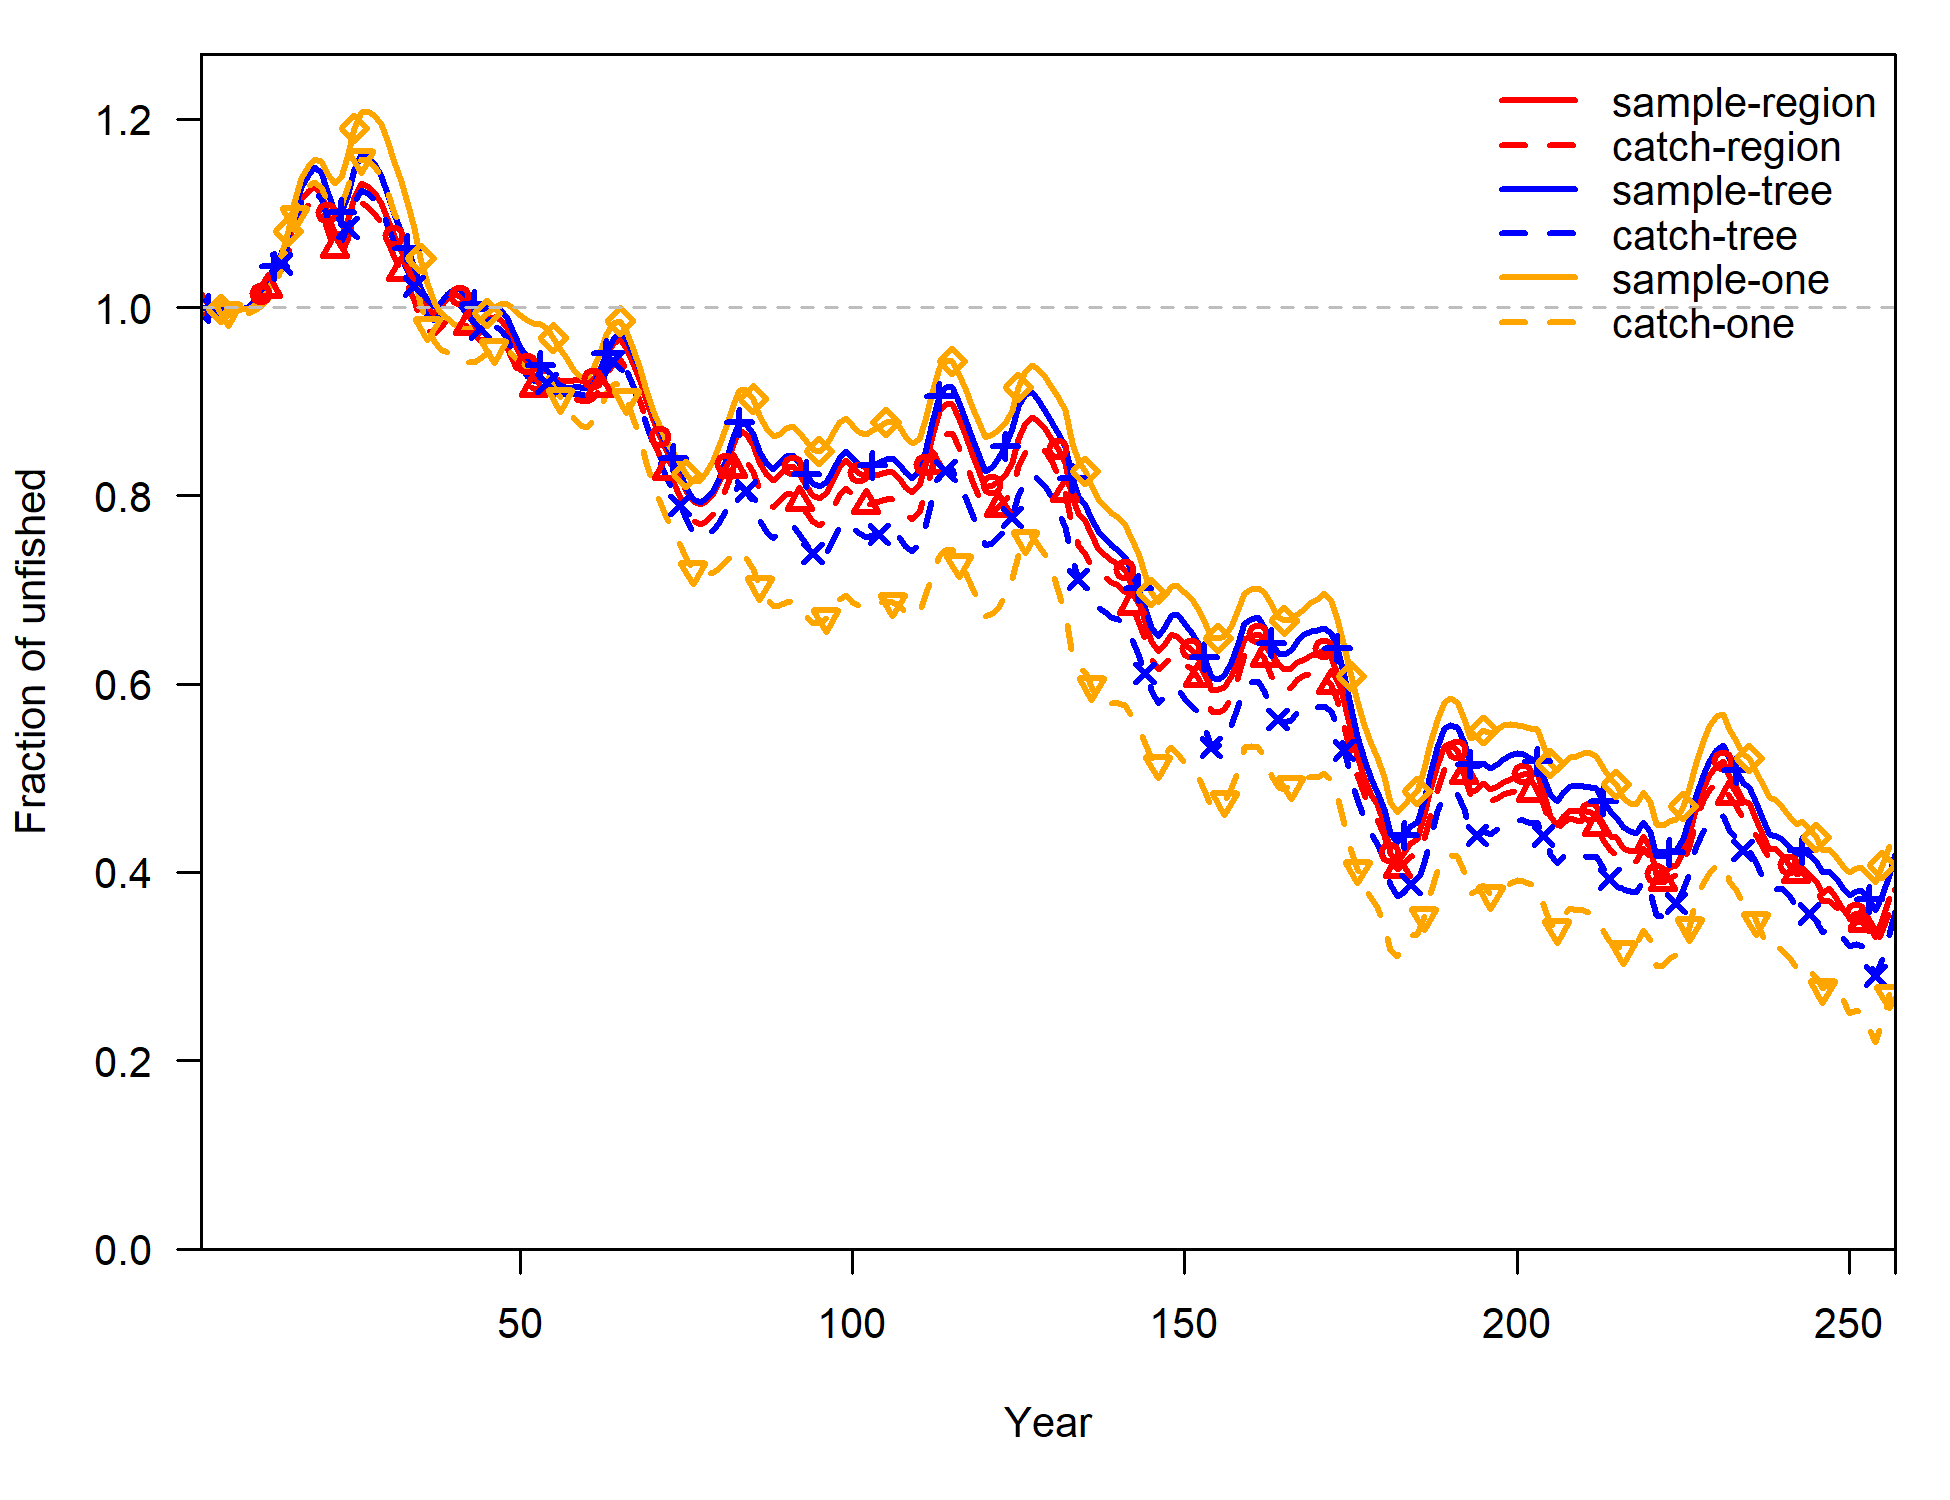 1.2
1.0
0.8
0.6
0.4
0.2
0.0
Fraction of unfished
sample-region
catch-region
sample-tree
catch-tree
sample-one
catch-one
50
100
150
200
250
Year